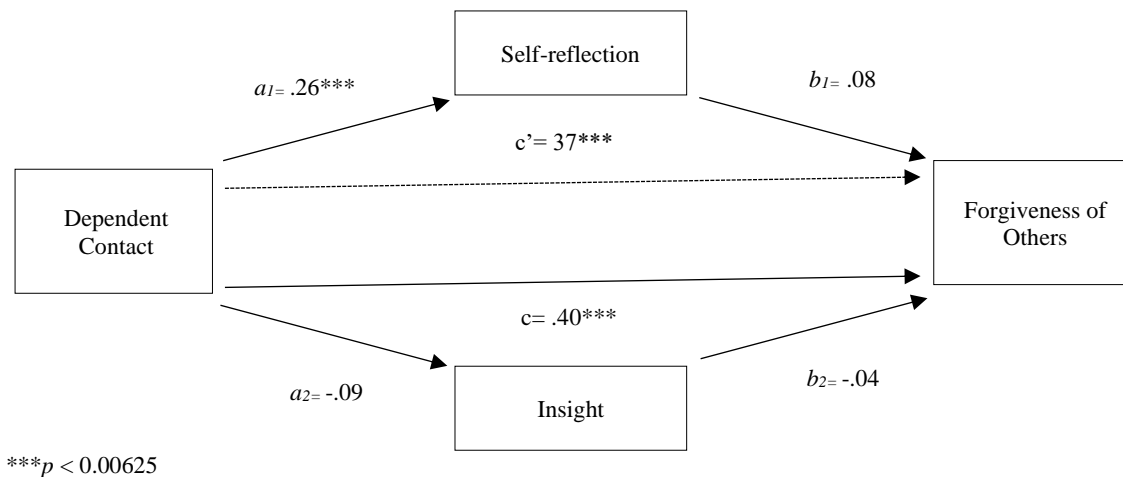 Self-reflection
a1= .26***
b1= .08
c’= 37***
Dependent
Contact
Forgiveness of
Others
c= .40***
a2= -.09
Insight
b2= -.04
***p < 0.00625